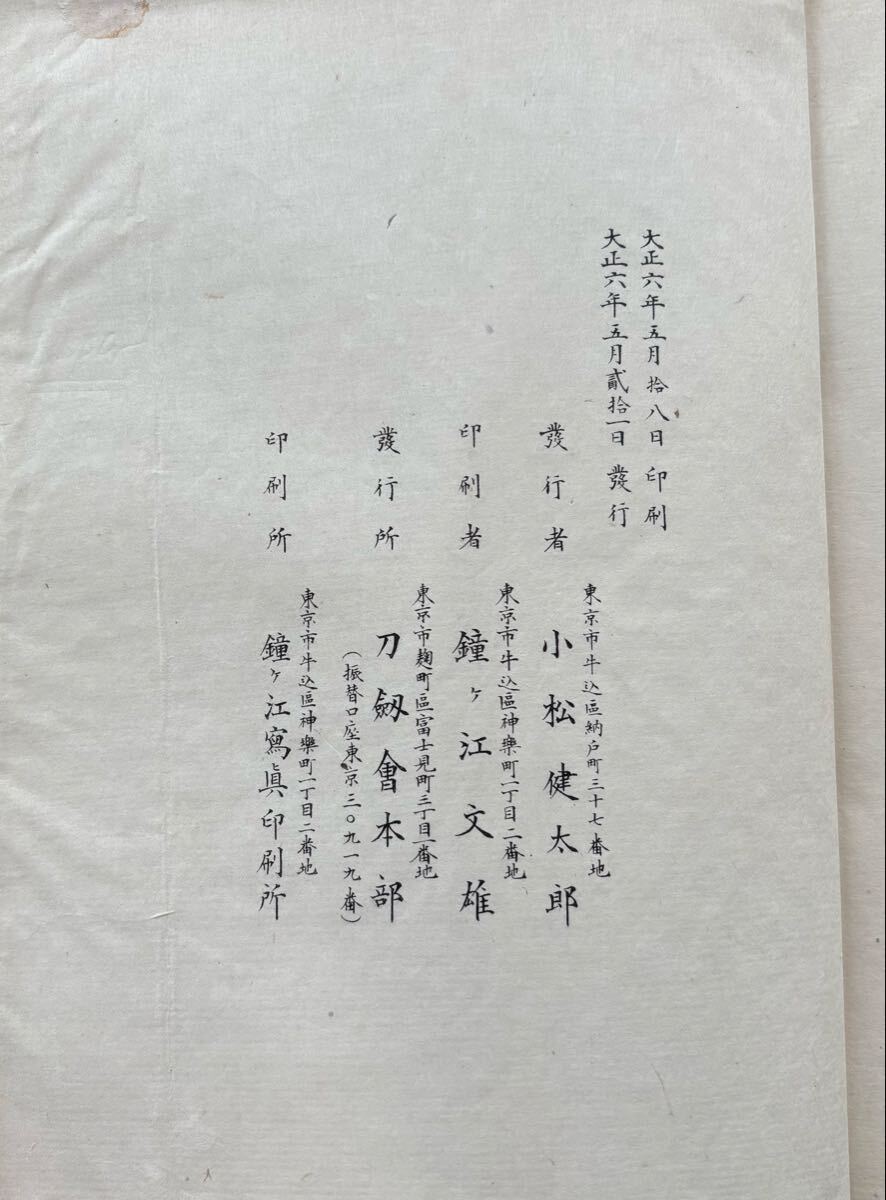 大正六年五月拾八日印刷
大正六年五月貳拾一日發行
東京市牛込區納戸町三十七番地
發行者 小松健太郎
東京市牛込區神樂町一丁目二番地
印刷者 鐘ヶ江文雄
東京市麹町區富士見町三丁目一番地
發行所 刀劔會本部
(振替口座東京三〇九一九番)
東京市牛込區神樂町一丁目二番地
印刷所 鐘ヶ江寫眞印刷所